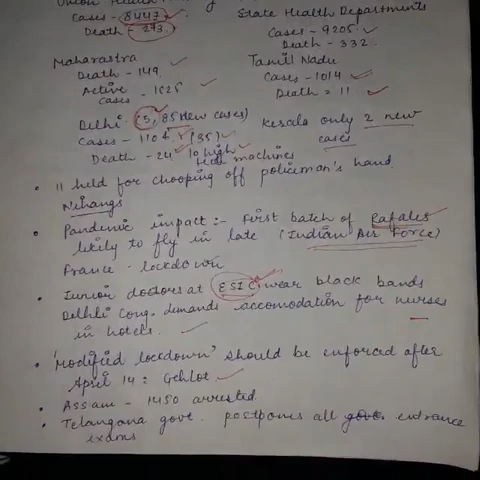 Union Health
State Health Departments
Cases - 8447
Death - 273
Cases - 9205
Death - 332
Maharastra
Death - 149
Active - 1025
Cases
Tamil Nadu
Cases - 1014
Death = 11
Delhi (5, 85 New cases)
Cases - 1104 (35)
Death - 24 10 high
Tech machines
Kerala only 2 new
cases
• 11 held for chopping off policeman's hand
Nihangs
• Pandemic impact :- First batch of Rafales
likely to fly in late (Indian Air Force)
France - lockdown
• Junior doctors at ESIC wear black bands
Delhi Cong. demands accomodation for nurses
in hotels.
• 'Modified lockdown' should be enforced after
April 14 : Gehlot
• Assam - 1450 arrested
• Telangana govt. postpones all govt. entrance
exams